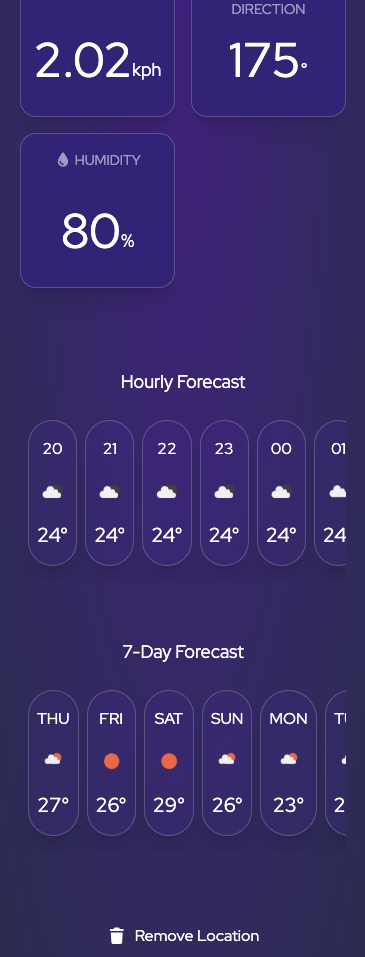 DIRECTION
2.02kph
175°
HUMIDITY
80%
Hourly Forecast
20 21 22 23 00 01
24° 24° 24° 24° 24° 24
7-Day Forecast
THU FRI SAT SUN MON
27° 26° 29° 26° 23° 2
Remove Location